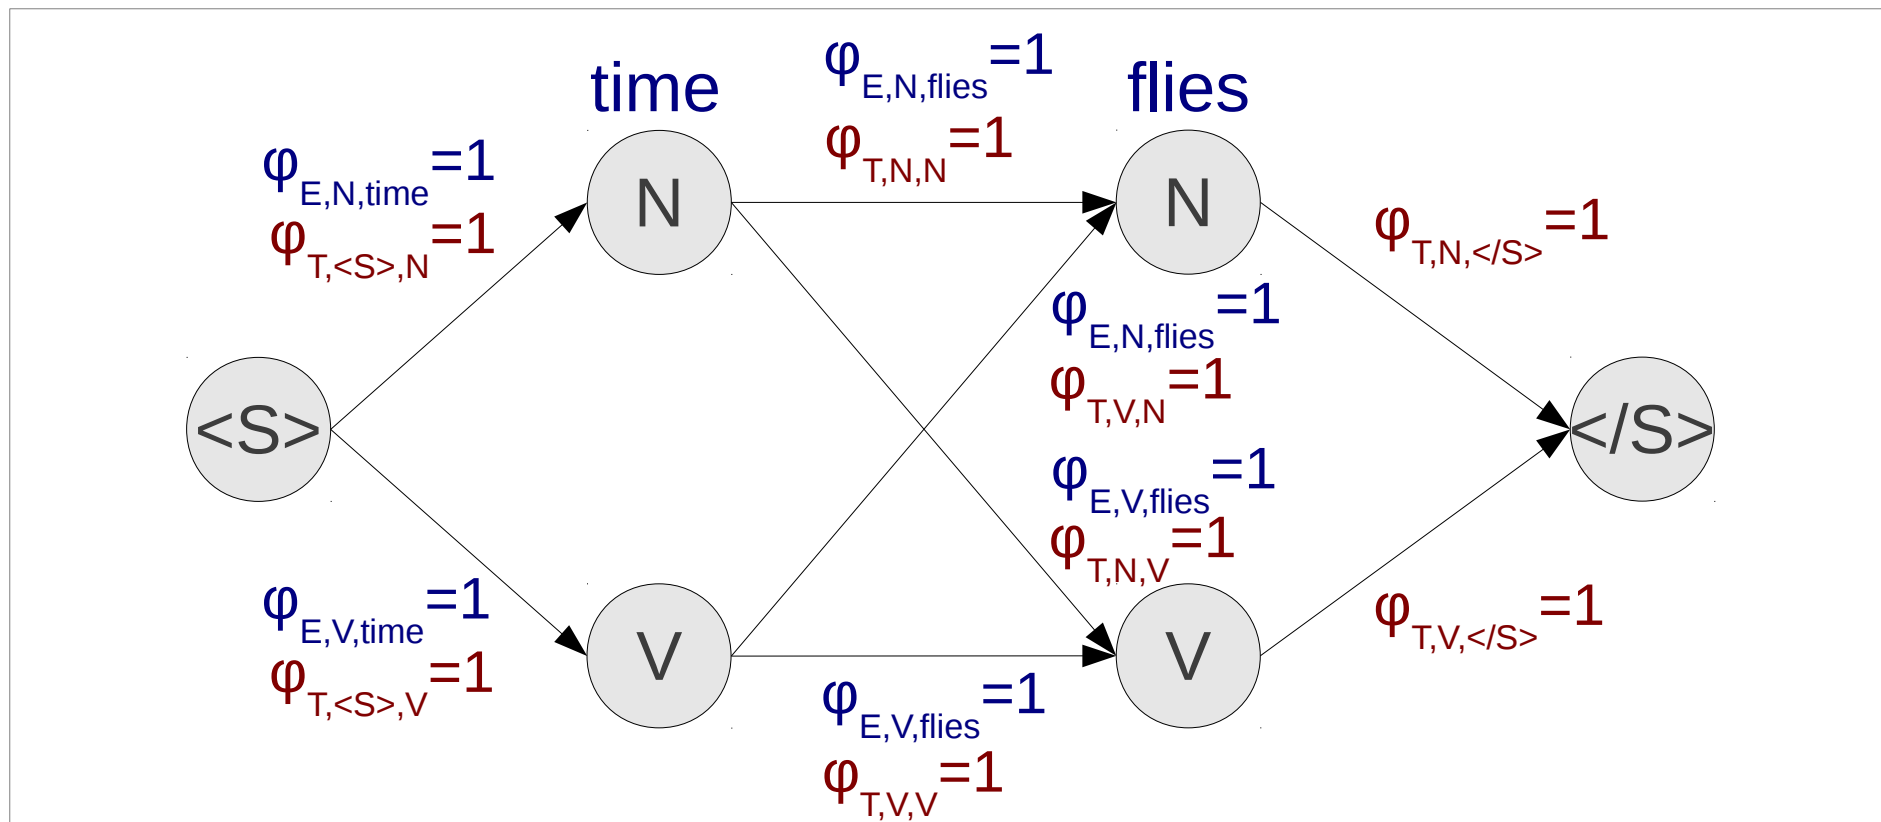 time
flies
φE,N,flies=1
φT,N,N=1
φE,N,time=1
φT,<S>,N=1
N
N
φT,N,</S>=1
φE,N,flies=1
φT,V,N=1
<S>
</S>
φE,V,flies=1
φT,N,V=1
φE,V,time=1
φT,<S>,V=1
V
V
φT,V,</S>=1
φE,V,flies=1
φT,V,V=1